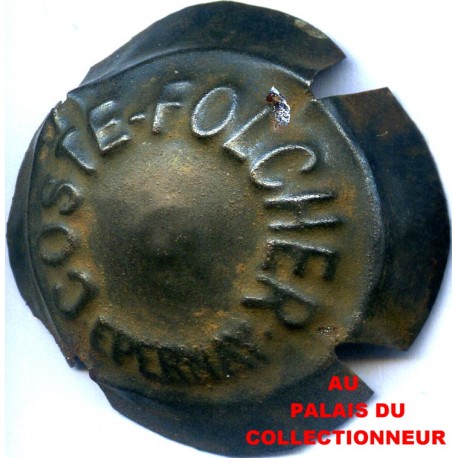 COSTE-FOLCHER
EPERNAY
AU
PALAIS DU
COLLECTIONNEUR